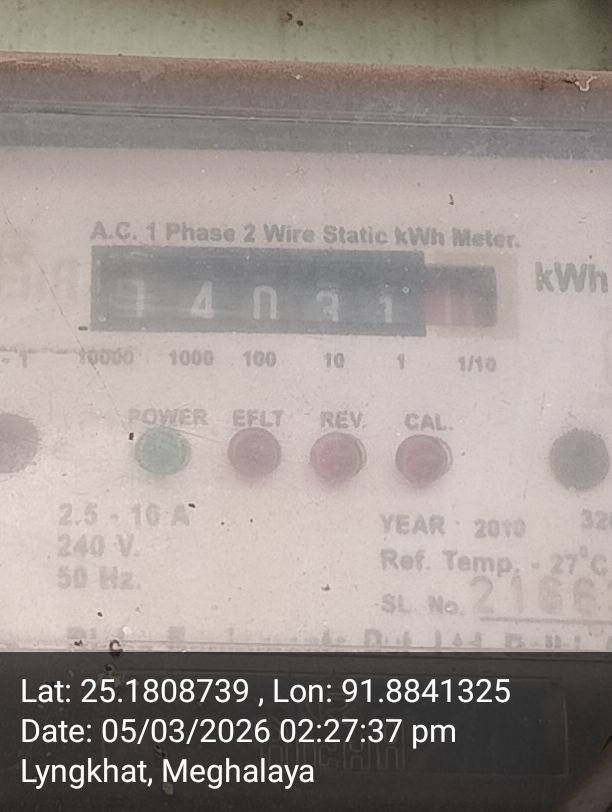 A.C. 1 Phase 2 Wire Static kWh Meter.
1 4 0 3 1
kWh
10000 1000 100 10 1 1/10
POWER EFLT REV. CAL.
2.5 - 10 A
240 V.
50 Hz.
YEAR 2010
Ref. Temp. - 27°C
SL. No. 2166
Lat: 25.1808739 , Lon: 91.8841325
Date: 05/03/2026 02:27:37 pm
Lyngkhat, Meghalaya